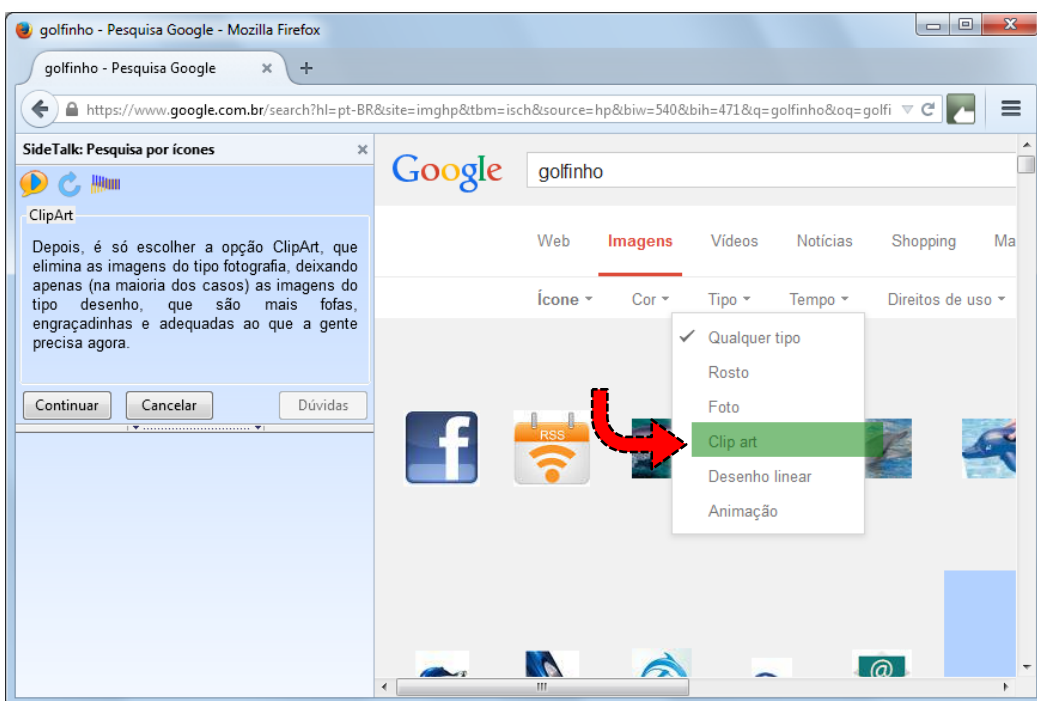 golfinho - Pesquisa Google - Mozilla Firefox
golfinho - Pesquisa Google
https://www.google.com.br/search?hl=pt-BR&site=imghp&tbm=isch&source=hp&biw=540&bih=471&q=golfinho&oq=golfi
SideTalk: Pesquisa por ícones
ClipArt
Depois, é só escolher a opção ClipArt, que
elimina as imagens do tipo fotografia, deixando
apenas (na maioria dos casos) as imagens do
tipo desenho, que são mais fofas,
engraçadinhas e adequadas ao que a gente
precisa agora.
Continuar Cancelar Dúvidas
Google golfinho
Web Imagens Vídeos Notícias Shopping Ma
Ícone Cor Tipo Tempo Direitos de uso
Qualquer tipo
Rosto
Foto
Clip art
Desenho linear
Animação
f
RSS
@